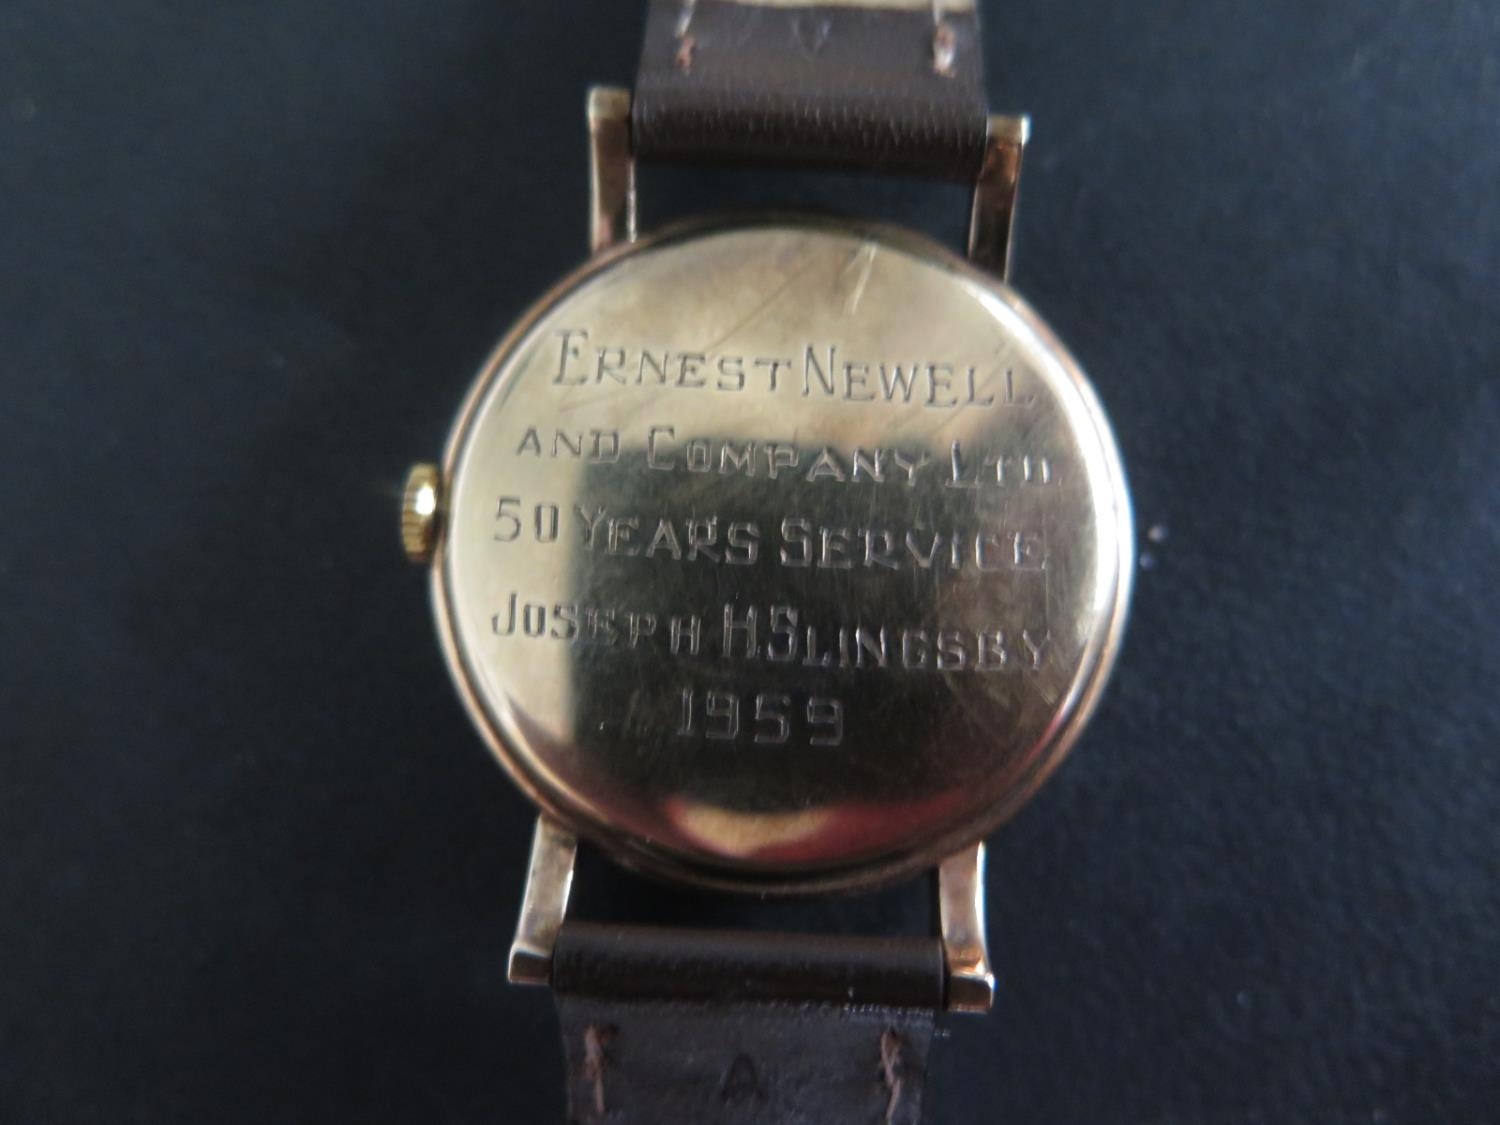 ERNEST NEWELL
AND COMPANY LTD.
50 YEARS SERVICE
JOSEPH H SLINGSBY
1959